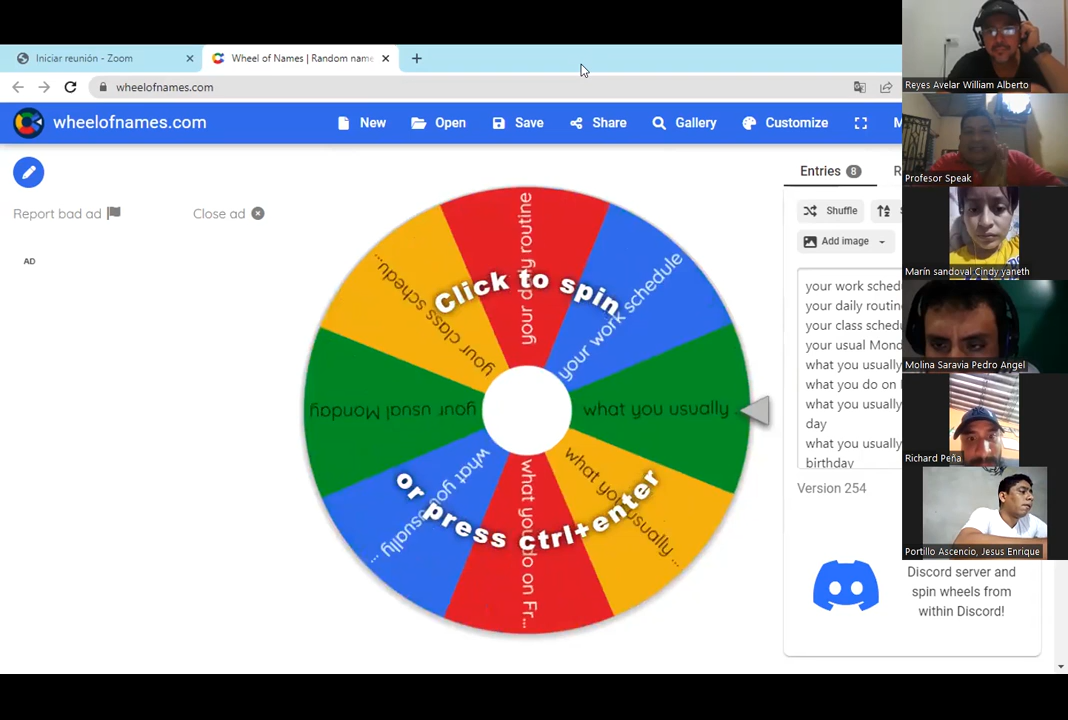 Iniciar reunión - Zoom
Wheel of Names | Random name
wheelofnames.com
wheelofnames.com
New
Open
Save
Share
Gallery
Customize
Report bad ad
Close ad
AD
Click to spin
or press ctrl+enter
your daily routine
your work schedule
what you usually
what you usually ...
what you do on Fr...
what you usually ...
your usual Monday
your class schedu...
Entries 8
Shuffle
Add image
your work sched
your daily routin
your class schedu
your usual Mond
what you usually
what you do on
what you usually
day
what you usually
birthday
Version 254
Discord server and
spin wheels from
within Discord!
Reyes Avelar William Alberto
Profesor Speak
Marín sandoval Cindy yaneth
Molina Saravia Pedro Angel
Richard Peña
Portillo Ascencio, Jesus Enrique